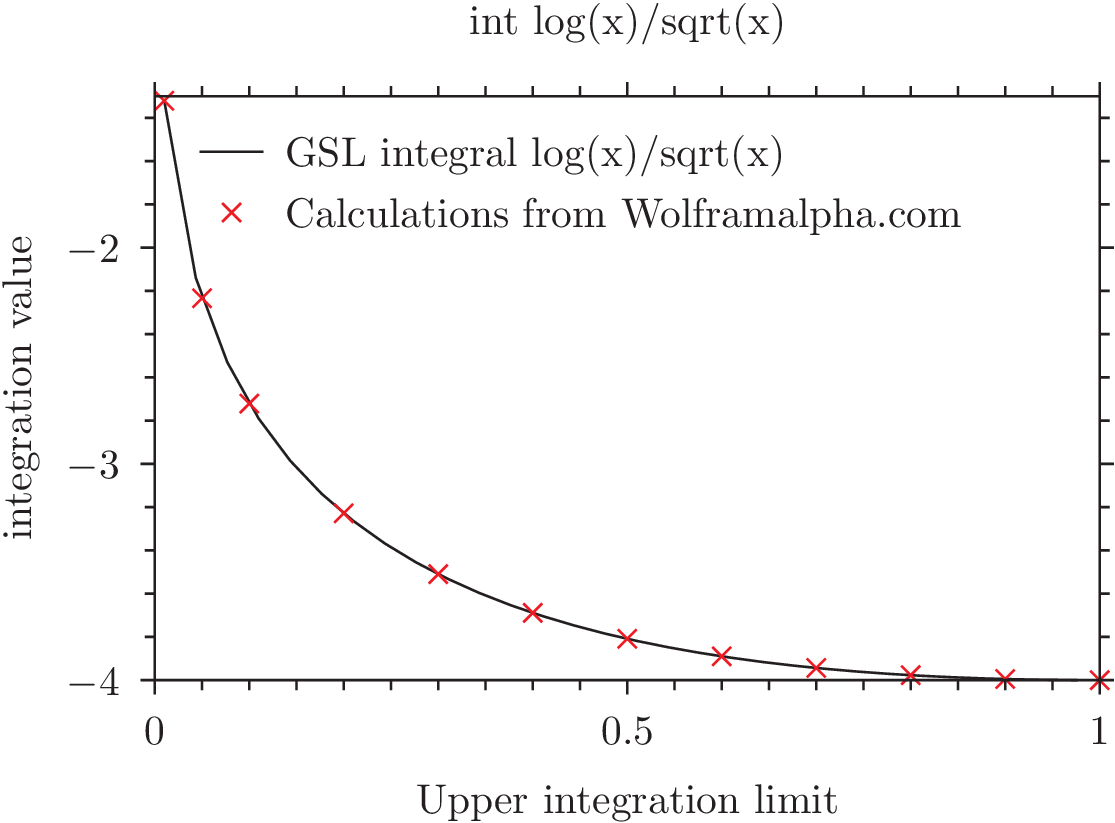 int log(x)/sqrt(x)
GSL integral log(x)/sqrt(x)
Calculations from Wolframalpha.com
integration value
−2
−3
−4
0
0.5
1
Upper integration limit